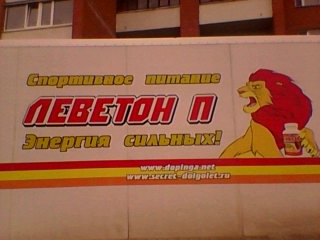 Спортивное питание
ЛЕВЕТОН П
Энергия сильных!
www.dopinga.net
www.secret-dolgolet.ru